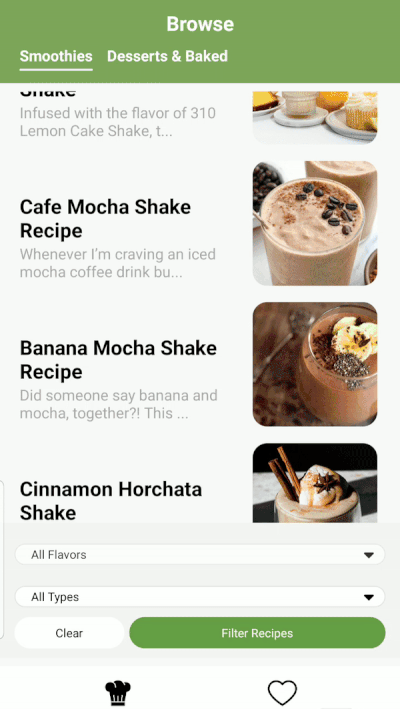 Browse
Smoothies Desserts & Baked
Shake
Infused with the flavor of 310
Lemon Cake Shake, t...
Cafe Mocha Shake
Recipe
Whenever I'm craving an iced
mocha coffee drink bu...
Banana Mocha Shake
Recipe
Did someone say banana and
mocha, together?! This ...
Cinnamon Horchata
Shake
All Flavors
All Types
Clear Filter Recipes